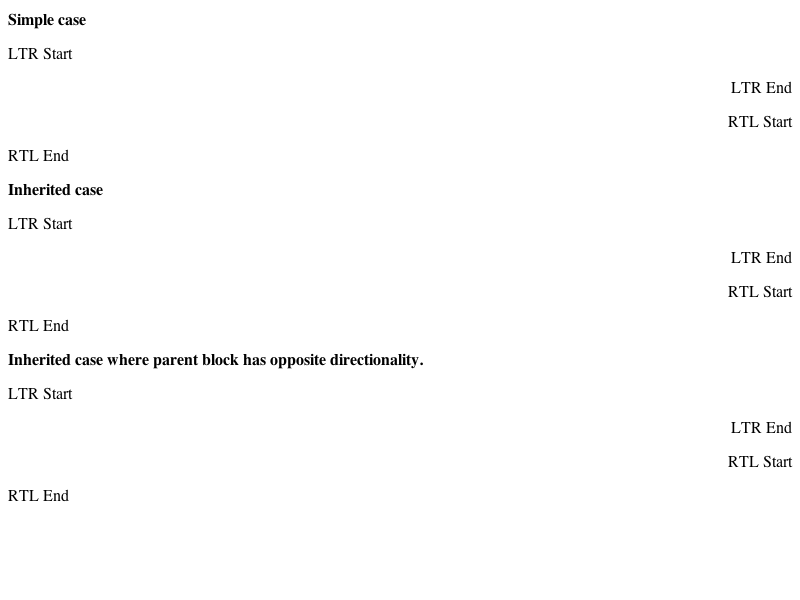 Simple case
LTR Start
LTR End
RTL Start
RTL End
Inherited case
LTR Start
LTR End
RTL Start
RTL End
Inherited case where parent block has opposite directionality.
LTR Start
LTR End
RTL Start
RTL End